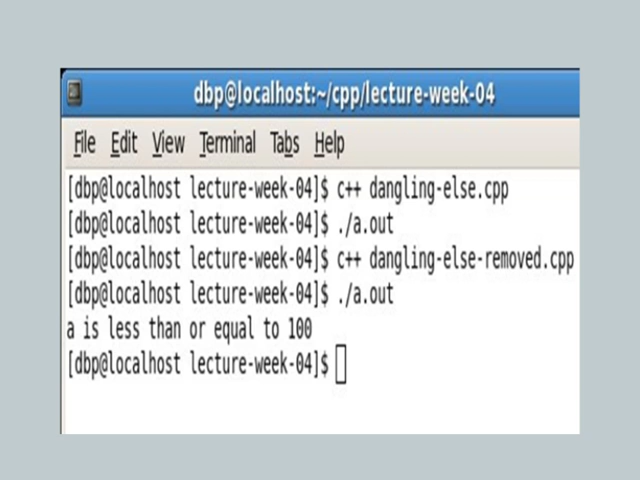 dbp@localhost:~/cpp/lecture-week-04
File Edit View Terminal Tabs Help
[dbp@localhost lecture-week-04]$ c++ dangling-else.cpp
[dbp@localhost lecture-week-04]$ ./a.out
[dbp@localhost lecture-week-04]$ c++ dangling-else-removed.cpp
[dbp@localhost lecture-week-04]$ ./a.out
a is less than or equal to 100
[dbp@localhost lecture-week-04]$